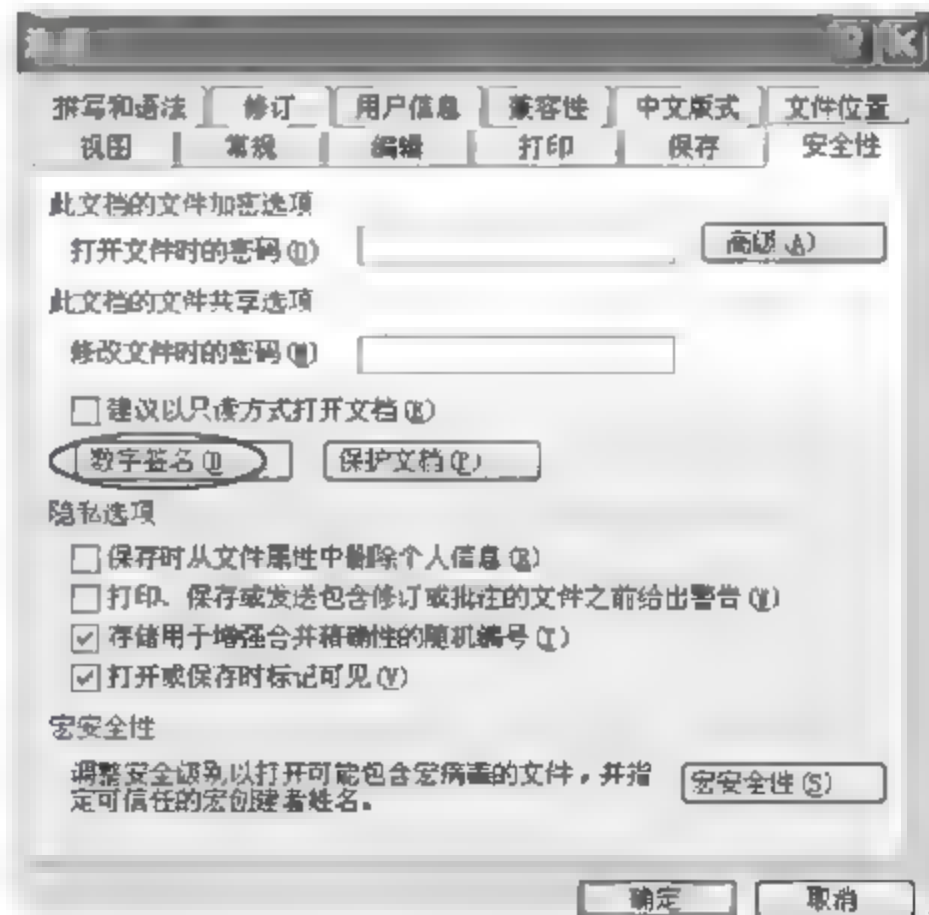 选项
拼写和语法 修订 用户信息 兼容性 中文版式 文件位置
视图 常规 编辑 打印 保存 安全性
此文档的文件加密选项
打开文件时的密码(O) 高级(A)
此文档的文件共享选项
修改文件时的密码(M)
建议以只读方式打开文档(E)
数字签名(D) 保护文档(P)
隐私选项
保存时从文件属性中删除个人信息(R)
打印、保存或发送包含修订或批注的文件之前给出警告(W)
存储用于增强合并精确性的随机编号(T)
打开或保存时标记可见(V)
宏安全性
调整安全级别以打开可能包含宏病毒的文件，并指 宏安全性(S)
定可信任的宏创建者姓名。
确定 取消